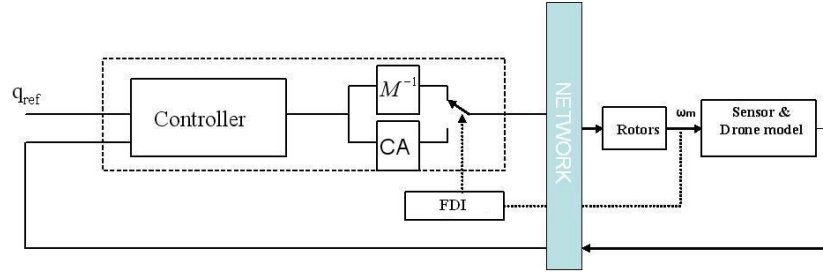 q_ref
Controller
M^{-1}
CA
FDI
NETWORK
Rotors
ωm
Sensor &
Drone model